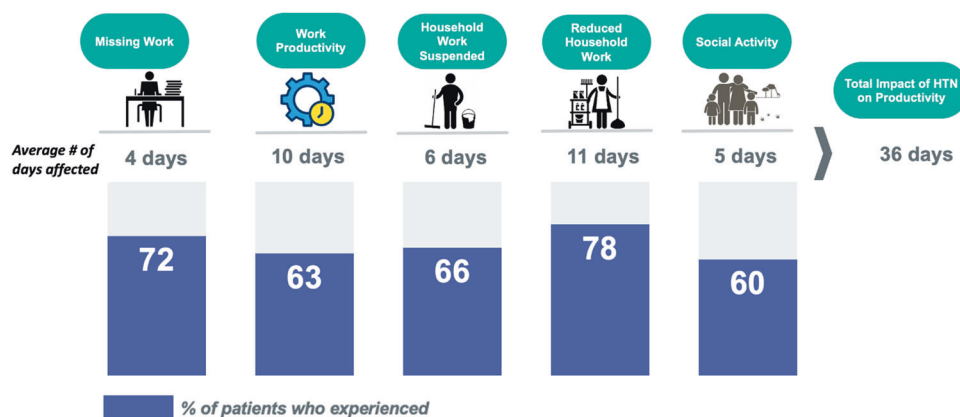 Missing Work
Work
Productivity
Household
Work
Suspended
Reduced
Household
Work
Social Activity
Total Impact of HTN
on Productivity
Average # of
days affected
4 days
10 days
6 days
11 days
5 days
36 days
72
63
66
78
60
% of patients who experienced